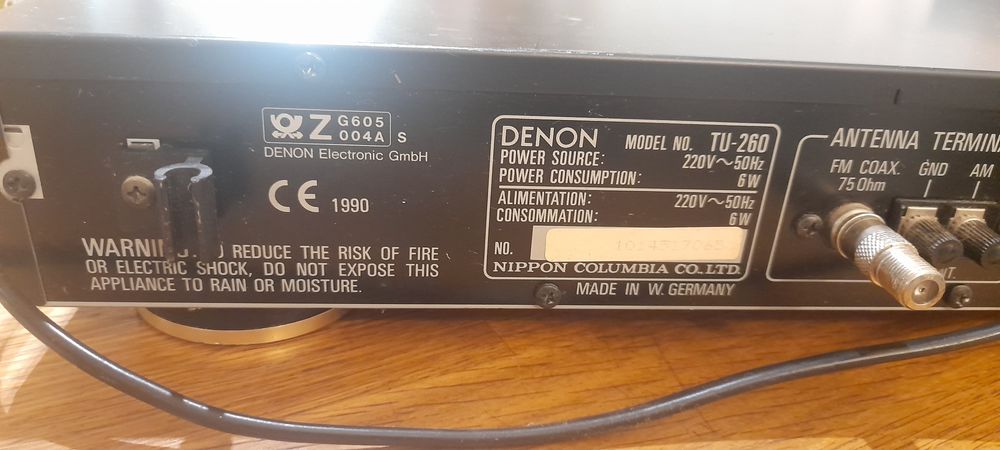 Z G605
004A S
DENON Electronic GmbH
CE 1990
WARNING: TO REDUCE THE RISK OF FIRE
OR ELECTRIC SHOCK, DO NOT EXPOSE THIS
APPLIANCE TO RAIN OR MOISTURE.
DENON MODEL NO. TU-260
POWER SOURCE: 220V~50Hz
POWER CONSUMPTION: 6W
ALIMENTATION: 220V~50Hz
CONSOMMATION: 6W
NO.
NIPPON COLUMBIA CO. LTD.
MADE IN W. GERMANY
ANTENNA TERMINA
FM COAX. GND AM
75 Ohm